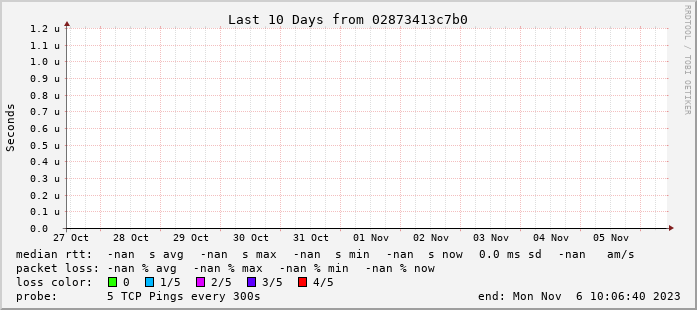 Last 10 Days from 02873413c7b0
RRDTOOL / TOBI OETIKER
Seconds
1.2 u
1.1 u
1.0 u
0.9 u
0.8 u
0.7 u
0.6 u
0.5 u
0.4 u
0.3 u
0.2 u
0.1 u
0.0
27 Oct 28 Oct 29 Oct 30 Oct 31 Oct 01 Nov 02 Nov 03 Nov 04 Nov 05 Nov
median rtt: -nan s avg -nan s max -nan s min -nan s now 0.0 ms sd -nan am/s
packet loss: -nan % avg -nan % max -nan % min -nan % now
loss color: 0 1/5 2/5 3/5 4/5
probe: 5 TCP Pings every 300s end: Mon Nov 6 10:06:40 2023